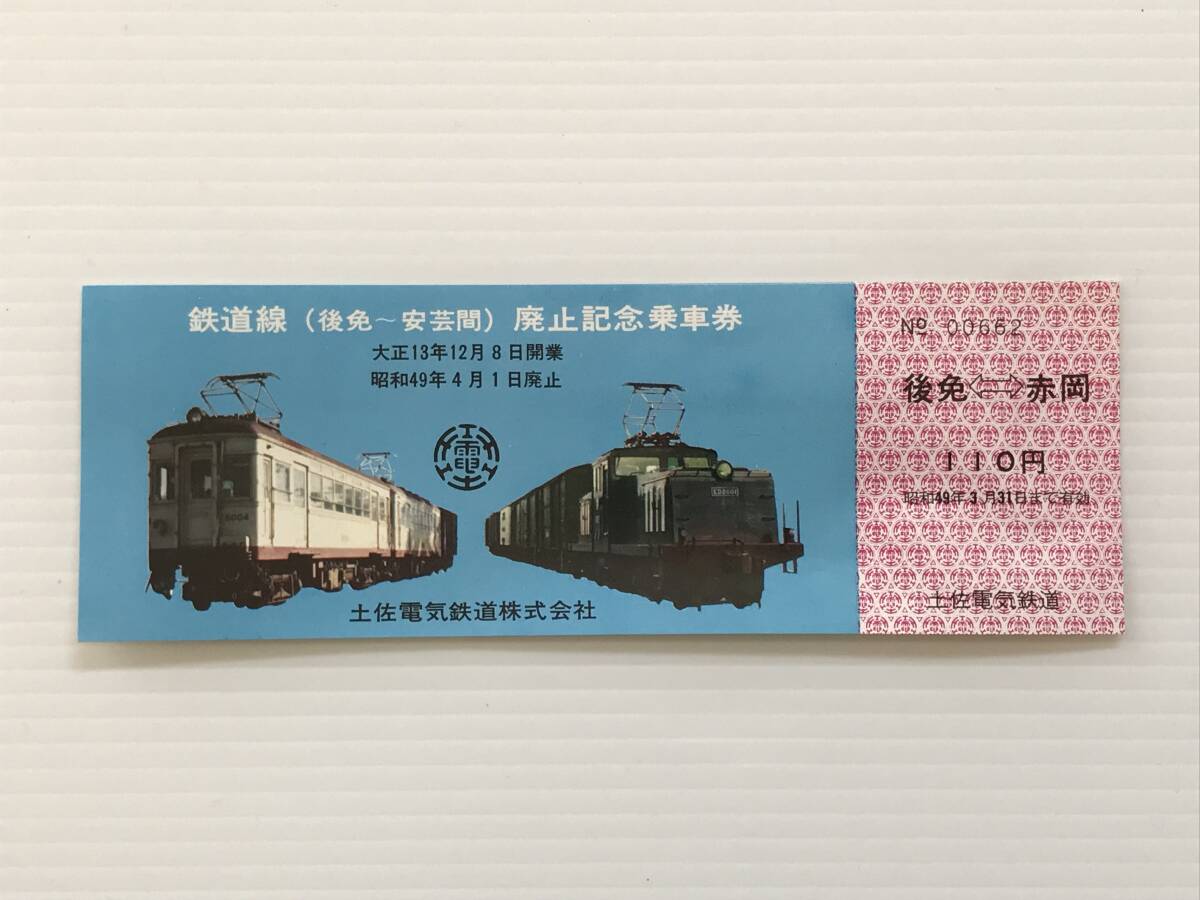 鉄道線(後免~安芸間)廃止記念乗車券
大正13年12月8日開業
昭和49年4月1日廃止
電
6004
土佐電気鉄道株式会社
No 00662
後免⇔赤岡
110円
昭和49年3月31日まで有効
土佐電気鉄道